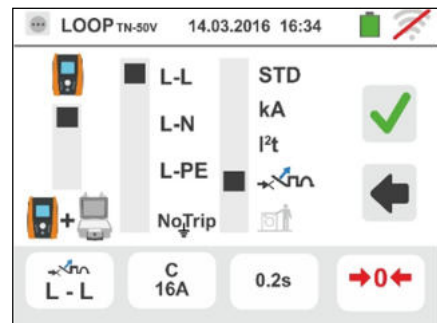 LOOP TN-50V 14.03.2016 16:34
L-L STD
L-N kA
I²t
L-PE
+
NoTrip
L - L
C
16A
0.2s
0